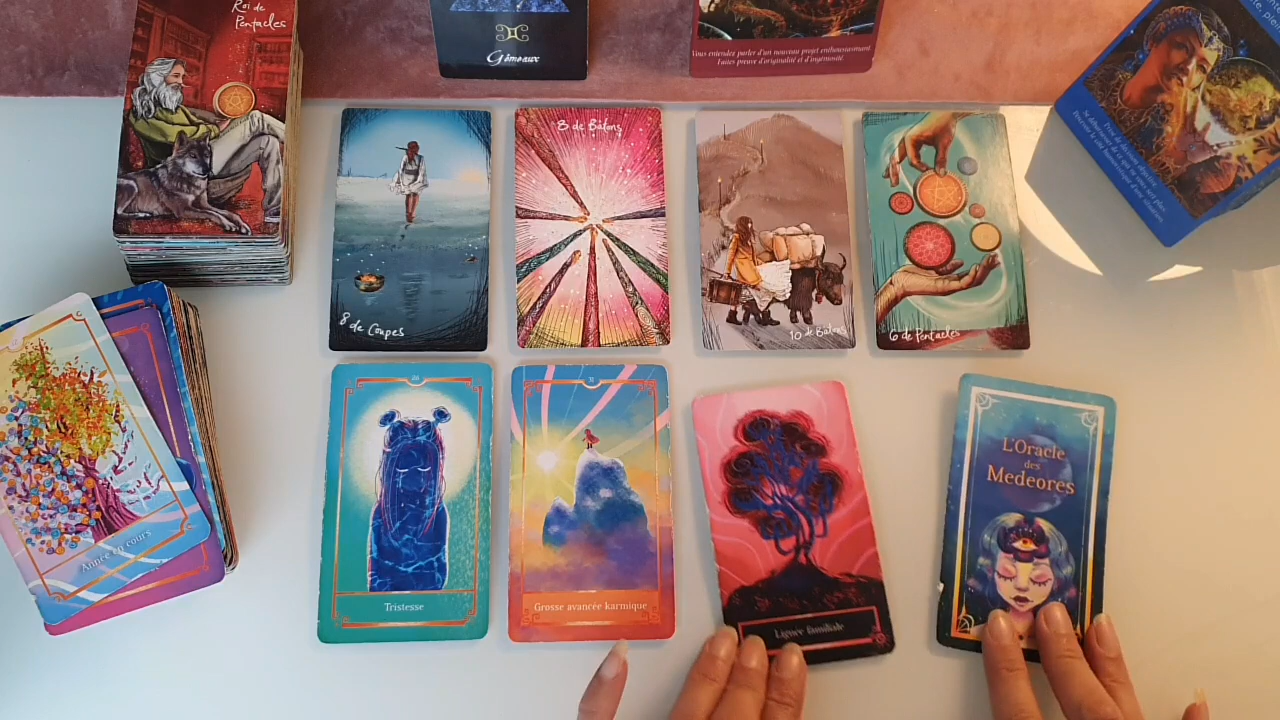 Roi de
Pentacles
Gémeaux
Vous entendez parler d'un nouveau projet enthousiasmant
Faites preuve d'originalité et d'ingéniosité
8 de Coupes
8 de Bâtons
10 de Bâtons
6 de Pentacles
Année en cours
Tristesse
31
Grosse avancée karmique
Lignée familiale
L'Oracle
des
Medeores